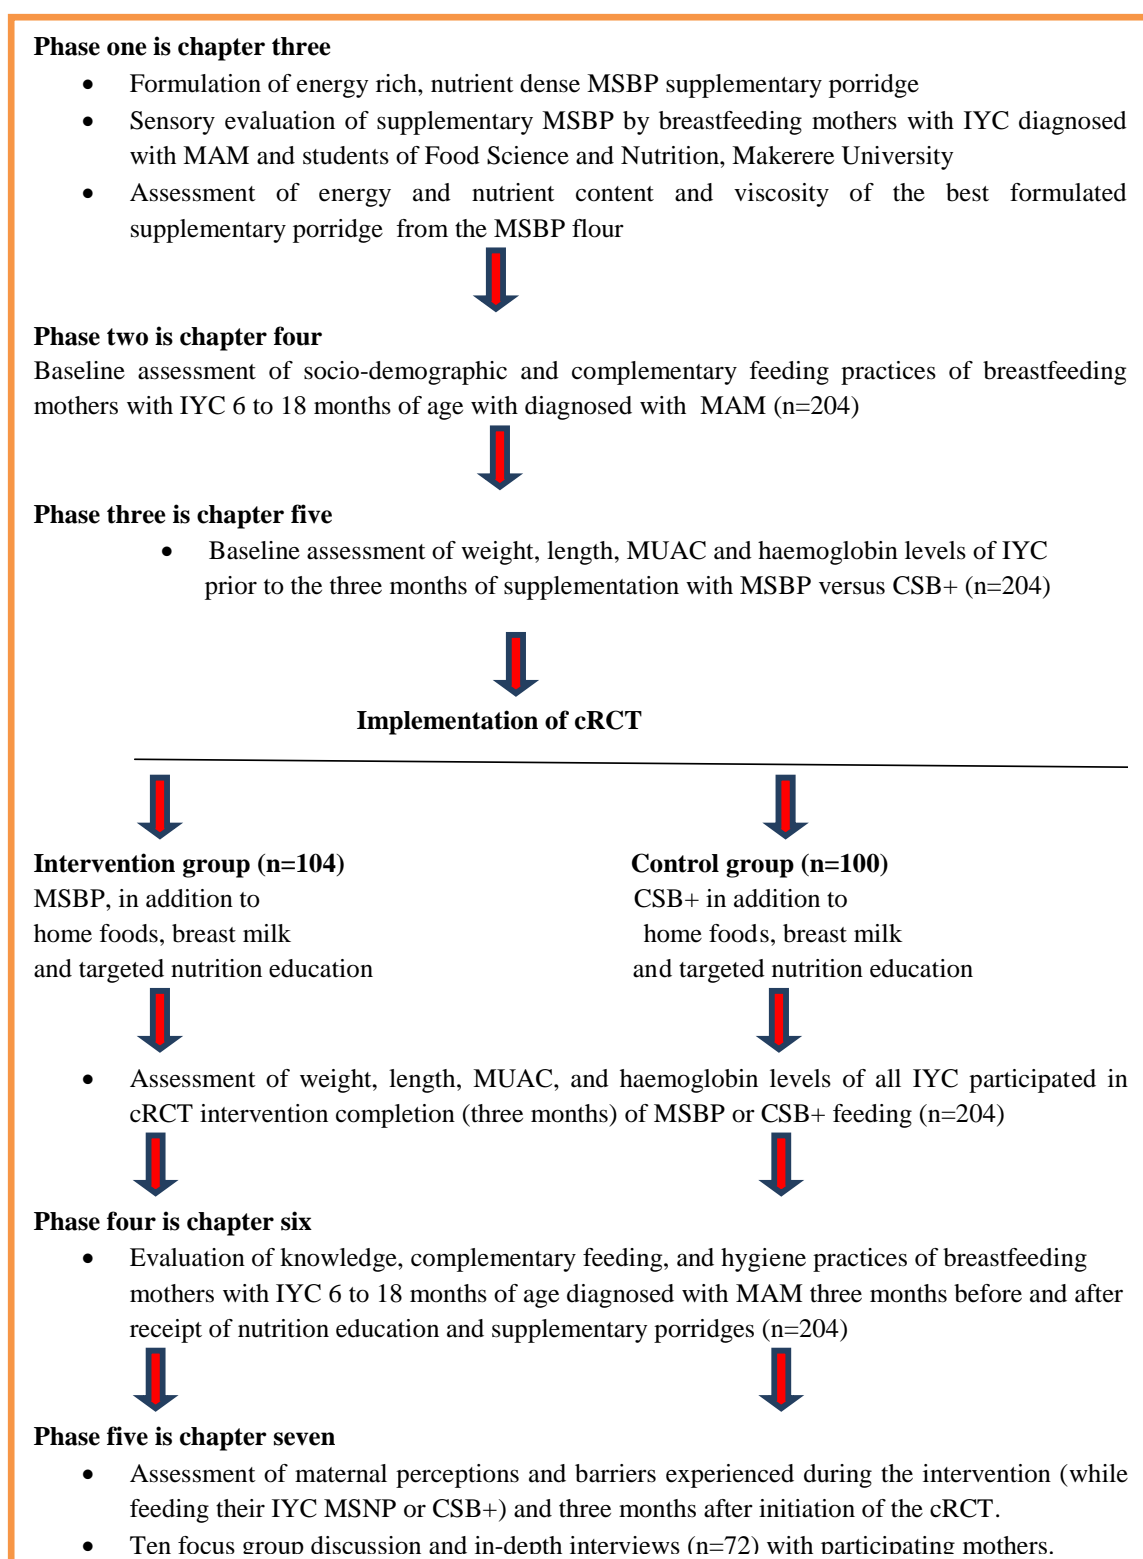 Phase one is chapter three
• Formulation of energy rich, nutrient dense MSBP supplementary porridge
• Sensory evaluation of supplementary MSBP by breastfeeding mothers with IYC diagnosed
with MAM and students of Food Science and Nutrition, Makerere University
• Assessment of energy and nutrient content and viscosity of the best formulated
supplementary porridge from the MSBP flour
Phase two is chapter four
Baseline assessment of socio-demographic and complementary feeding practices of breastfeeding
mothers with IYC 6 to 18 months of age with diagnosed with MAM (n=204)
Phase three is chapter five
• Baseline assessment of weight, length, MUAC and haemoglobin levels of IYC
prior to the three months of supplementation with MSBP versus CSB+ (n=204)
Implementation of cRCT
Intervention group (n=104)
MSBP, in addition to
home foods, breast milk
and targeted nutrition education
Control group (n=100)
CSB+ in addition to
home foods, breast milk
and targeted nutrition education
• Assessment of weight, length, MUAC, and haemoglobin levels of all IYC participated in
cRCT intervention completion (three months) of MSBP or CSB+ feeding (n=204)
Phase four is chapter six
• Evaluation of knowledge, complementary feeding, and hygiene practices of breastfeeding
mothers with IYC 6 to 18 months of age diagnosed with MAM three months before and after
receipt of nutrition education and supplementary porridges (n=204)
Phase five is chapter seven
• Assessment of maternal perceptions and barriers experienced during the intervention (while
feeding their IYC MSNP or CSB+) and three months after initiation of the cRCT.
• Ten focus group discussion and in-depth interviews (n=72) with participating mothers.